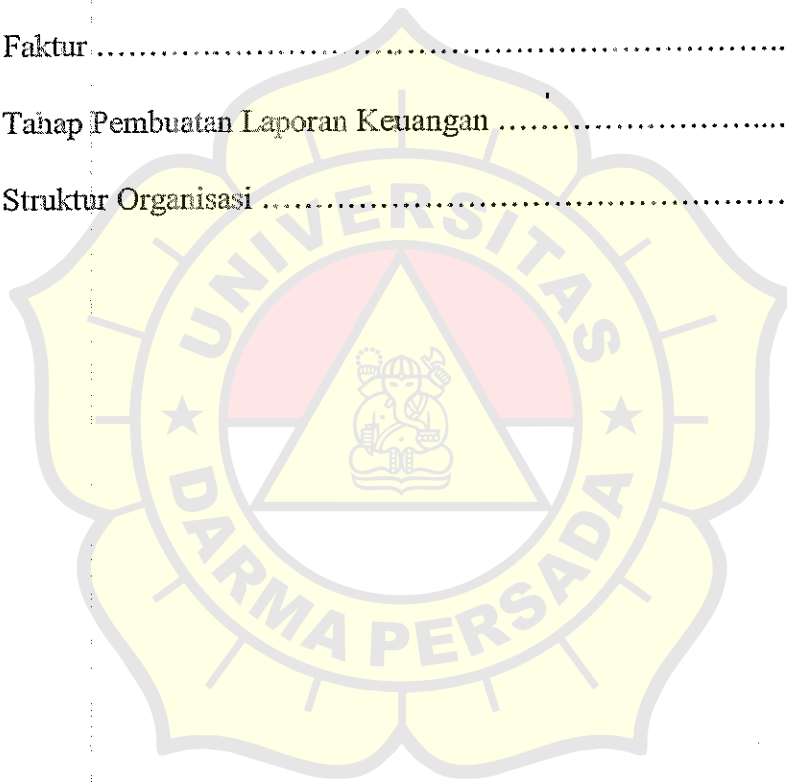 Faktur ............................................................
Tahap Pembuatan Laporan Keuangan ............................
Struktur Organisasi ....................................................
UNIVERSITAS
DARMA PERSADA